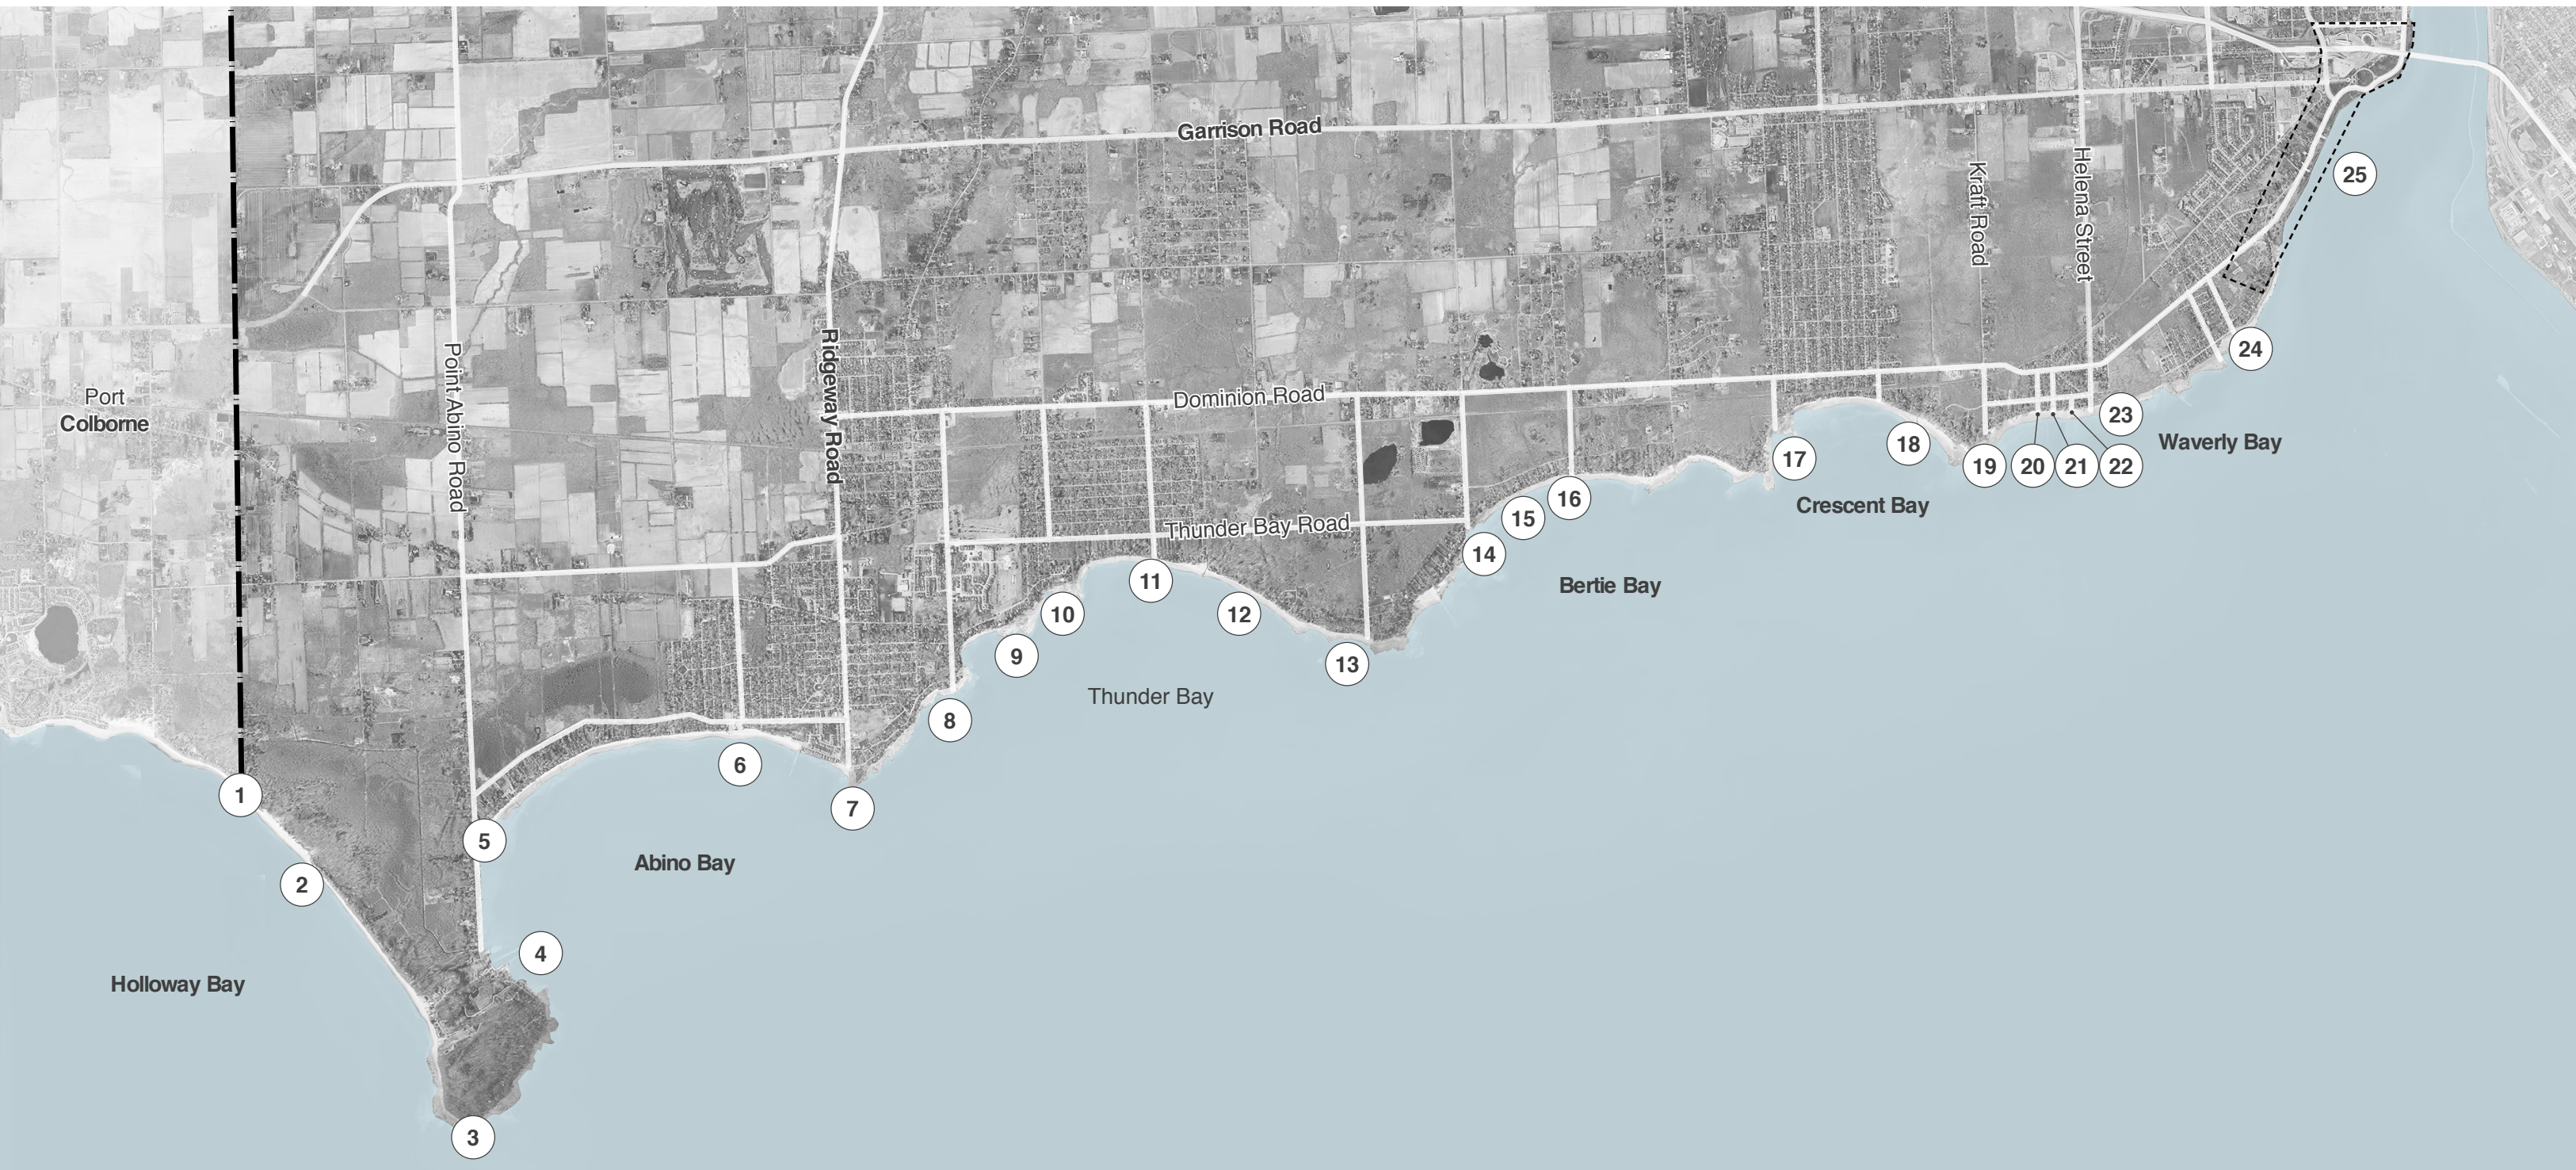 Garrison Road
Kraft Road
Helena Street
25
Point Abino Road
Ridgeway Road
24
Port
Colborne
Dominion Road
23
Waverly Bay
18
17
19
20
21
22
16
Crescent Bay
15
Thunder Bay Road
14
11
Bertie Bay
10
12
9
13
Thunder Bay
8
6
1
7
5
Abino Bay
2
4
Holloway Bay
3